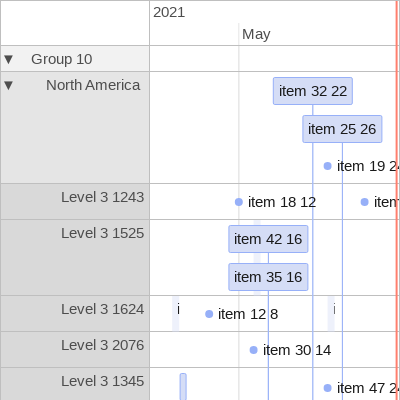 2021
May
▼ Group 10
▼ North America
item 32 22
item 25 26
item 19 2
Level 3 1243
item 18 12
item
Level 3 1525
item 42 16
item 35 16
Level 3 1624
i
item 12 8
i
Level 3 2076
item 30 14
Level 3 1345
item 47 2